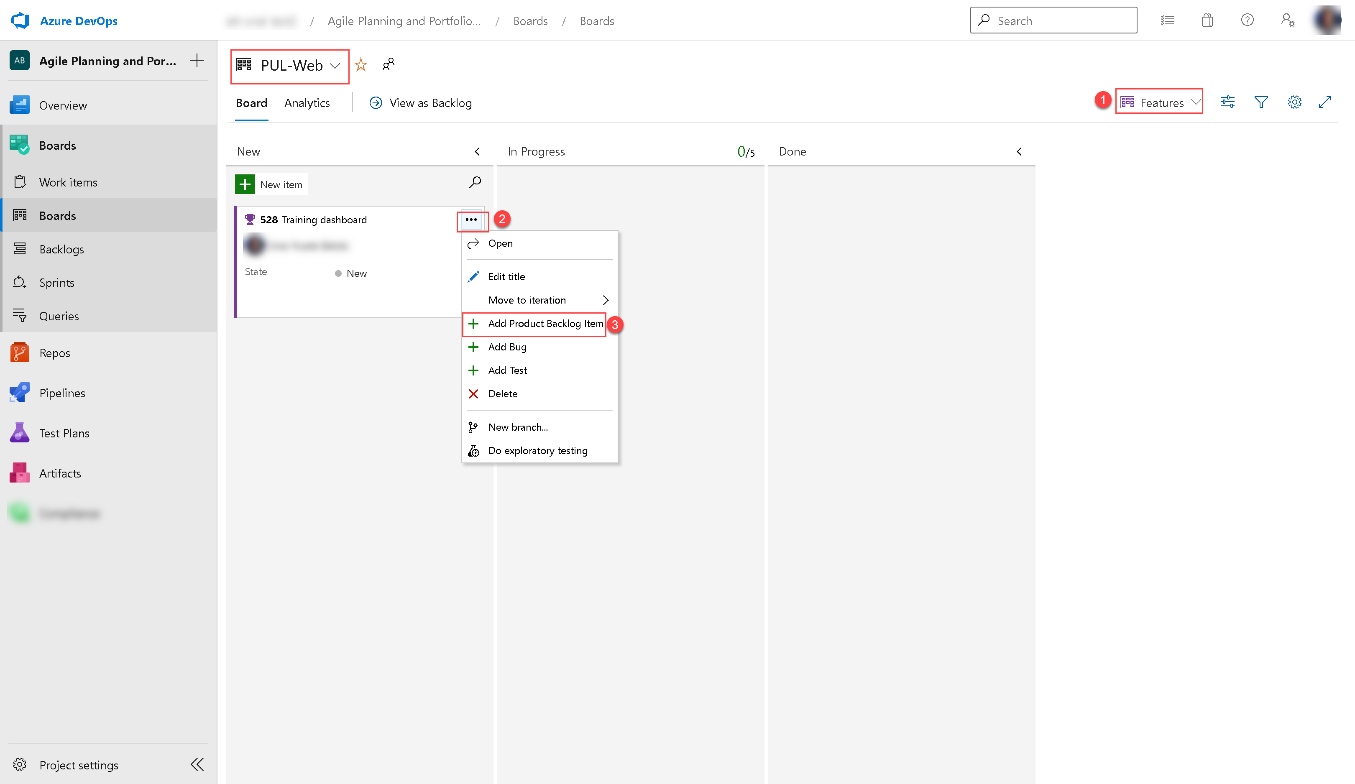 Azure DevOps
/ Agile Planning and Portfolio... / Boards / Boards
Search
AB Agile Planning and Por...
PUL-Web
Overview
Board Analytics View as Backlog
1 Features
Boards
New
In Progress 0/5
Done
Work items
New item
Boards
528 Training dashboard
... 2
Backlogs
State New
Sprints
Queries
Open
Edit title
Move to iteration
Add Product Backlog Item 3
Add Bug
Add Test
Delete
New branch...
Do exploratory testing
Repos
Pipelines
Test Plans
Artifacts
Project settings